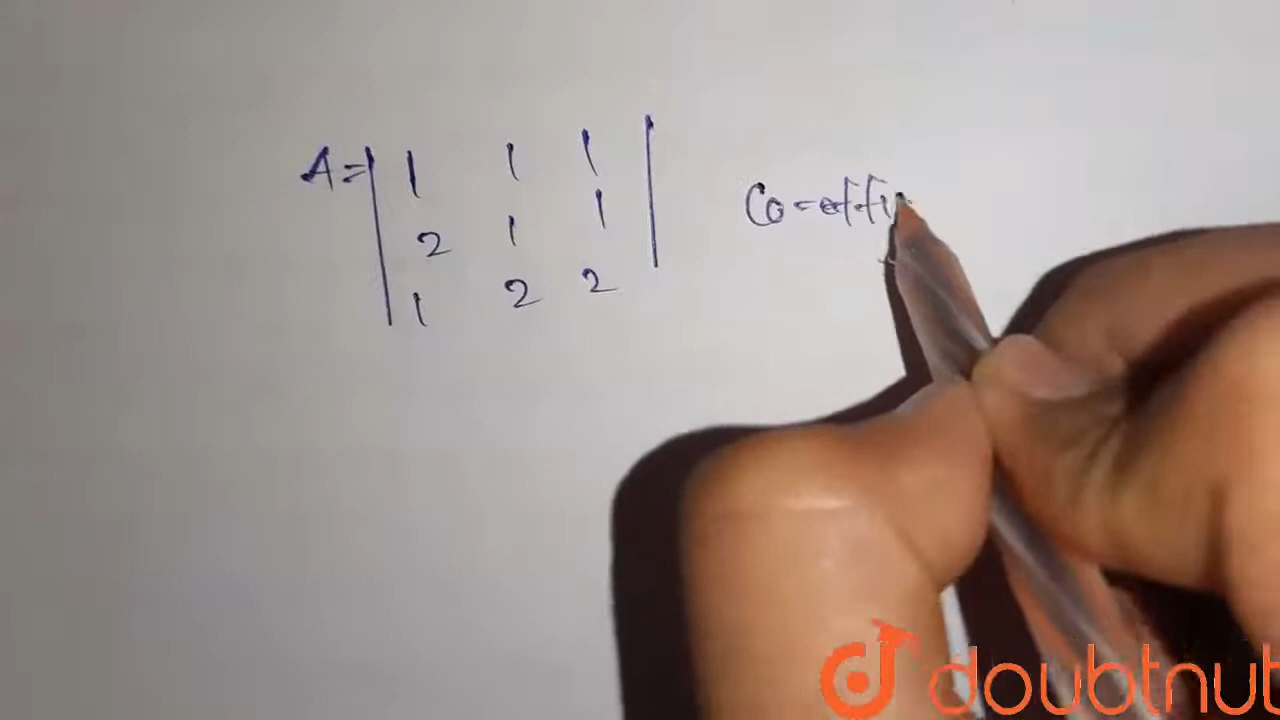 A = | 1 1 1 |
2 1 1
1 2 2
Co-effi
doubtnut